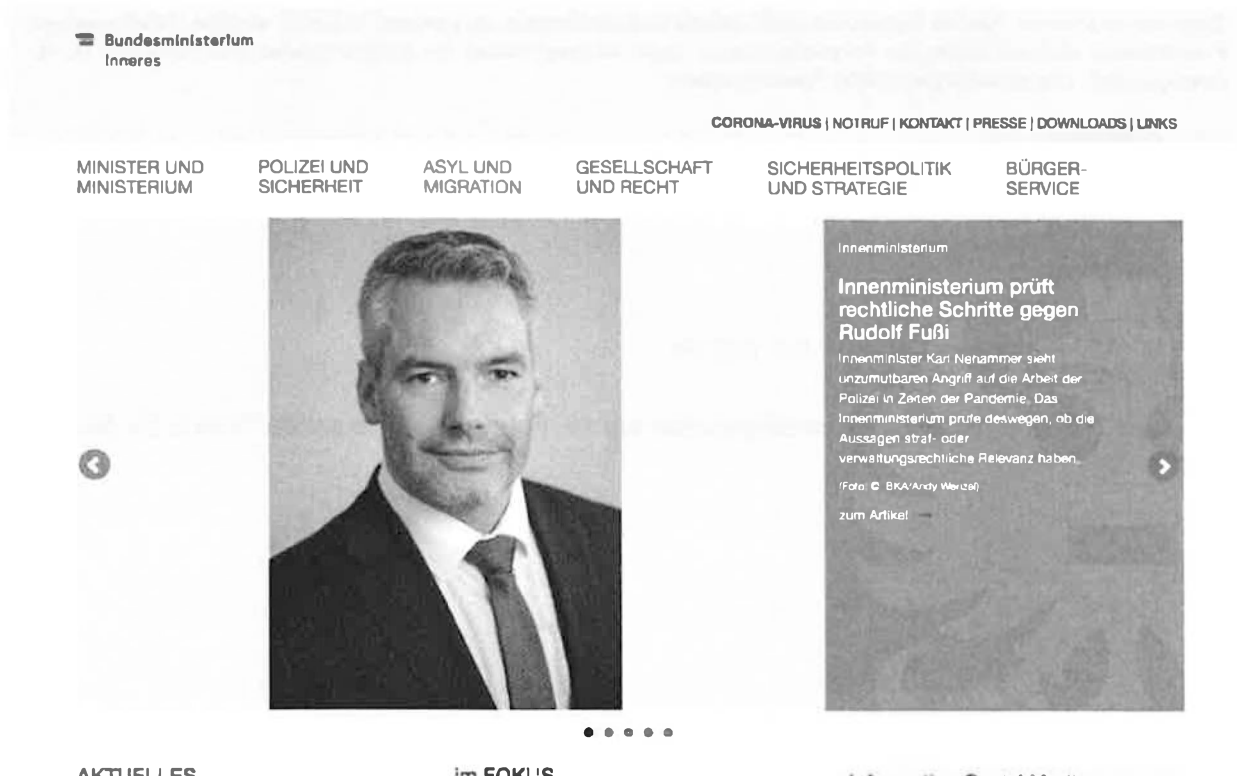 Bundesministerium
Inneres
CORONA-VIRUS | NOTRUF | KONTAKT | PRESSE | DOWNLOADS | LINKS
MINISTER UND
MINISTERIUM
POLIZEI UND
SICHERHEIT
ASYL UND
MIGRATION
GESELLSCHAFT
UND RECHT
SICHERHEITSPOLITIK
UND STRATEGIE
BÜRGER-
SERVICE
Innenministerium
Innenministerium prüft
rechtliche Schritte gegen
Rudolf Fußi
Innenminister Karl Nehammer sieht
unzumutbaren Angriff auf die Arbeit der
Polizei in Zeiten der Pandemie. Das
Innenministerium prüfe deswegen, ob die
Aussagen straf- oder
verwaltungsrechtliche Relevanz haben.
(Foto: © BKA/Andy Wenzel)
zum Artikel
AKTUELLES
im FOKUS